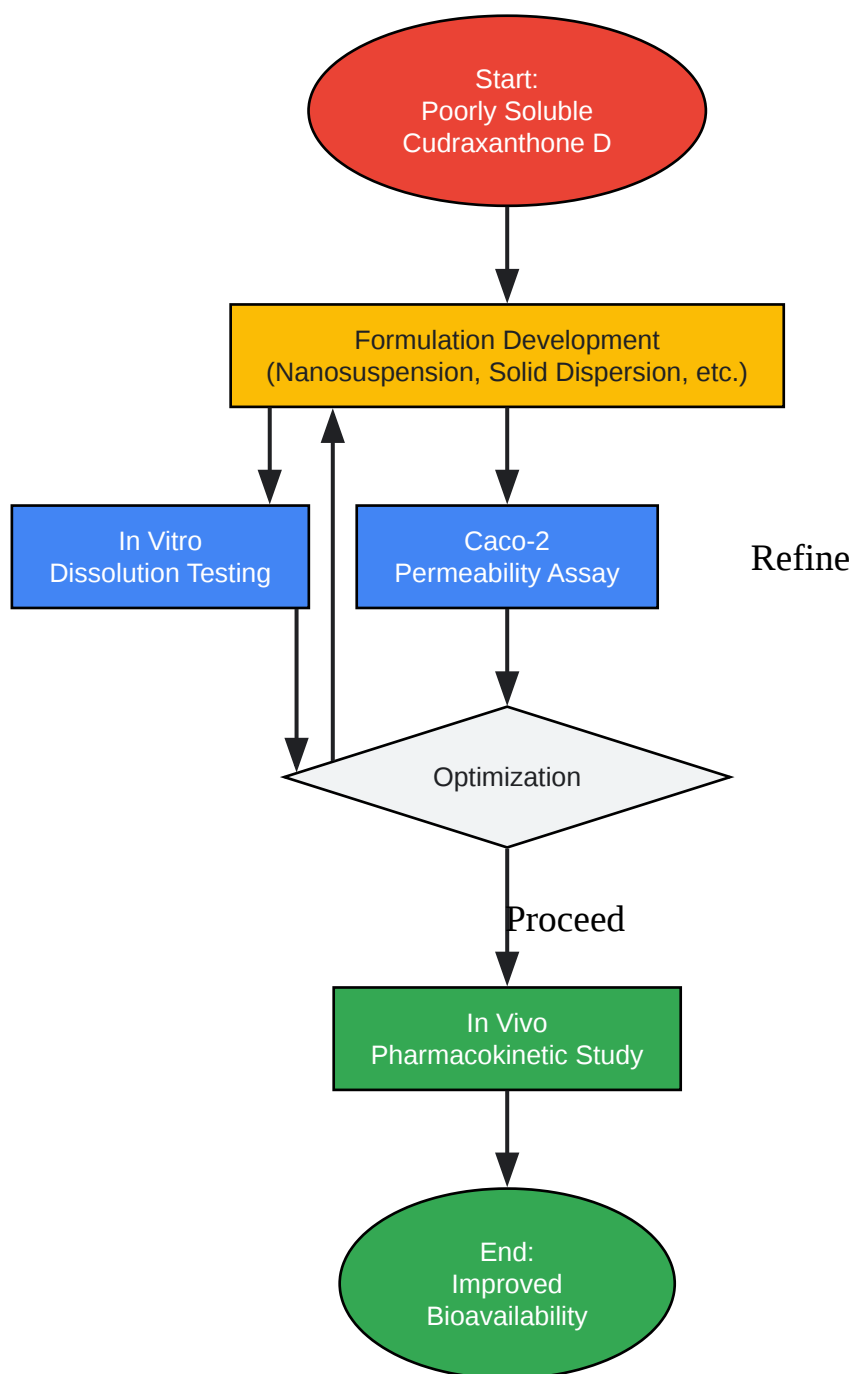 Start:
Poorly Soluble
Cudraxanthone D
Formulation Development
(Nanosuspension, Solid Dispersion, etc.)
In Vitro
Dissolution Testing
Caco-2
Permeability Assay
Refine
Optimization
Proceed
In Vivo
Pharmacokinetic Study
End:
Improved
Bioavailability